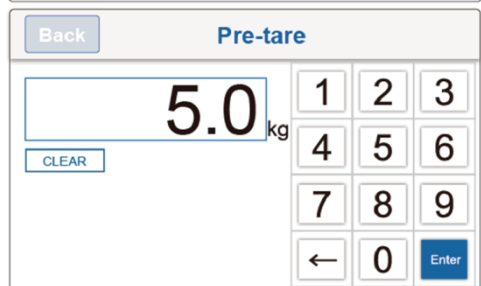 Back
Pre-tare
5.0 kg
CLEAR
1 2 3
4 5 6
7 8 9
← 0 Enter